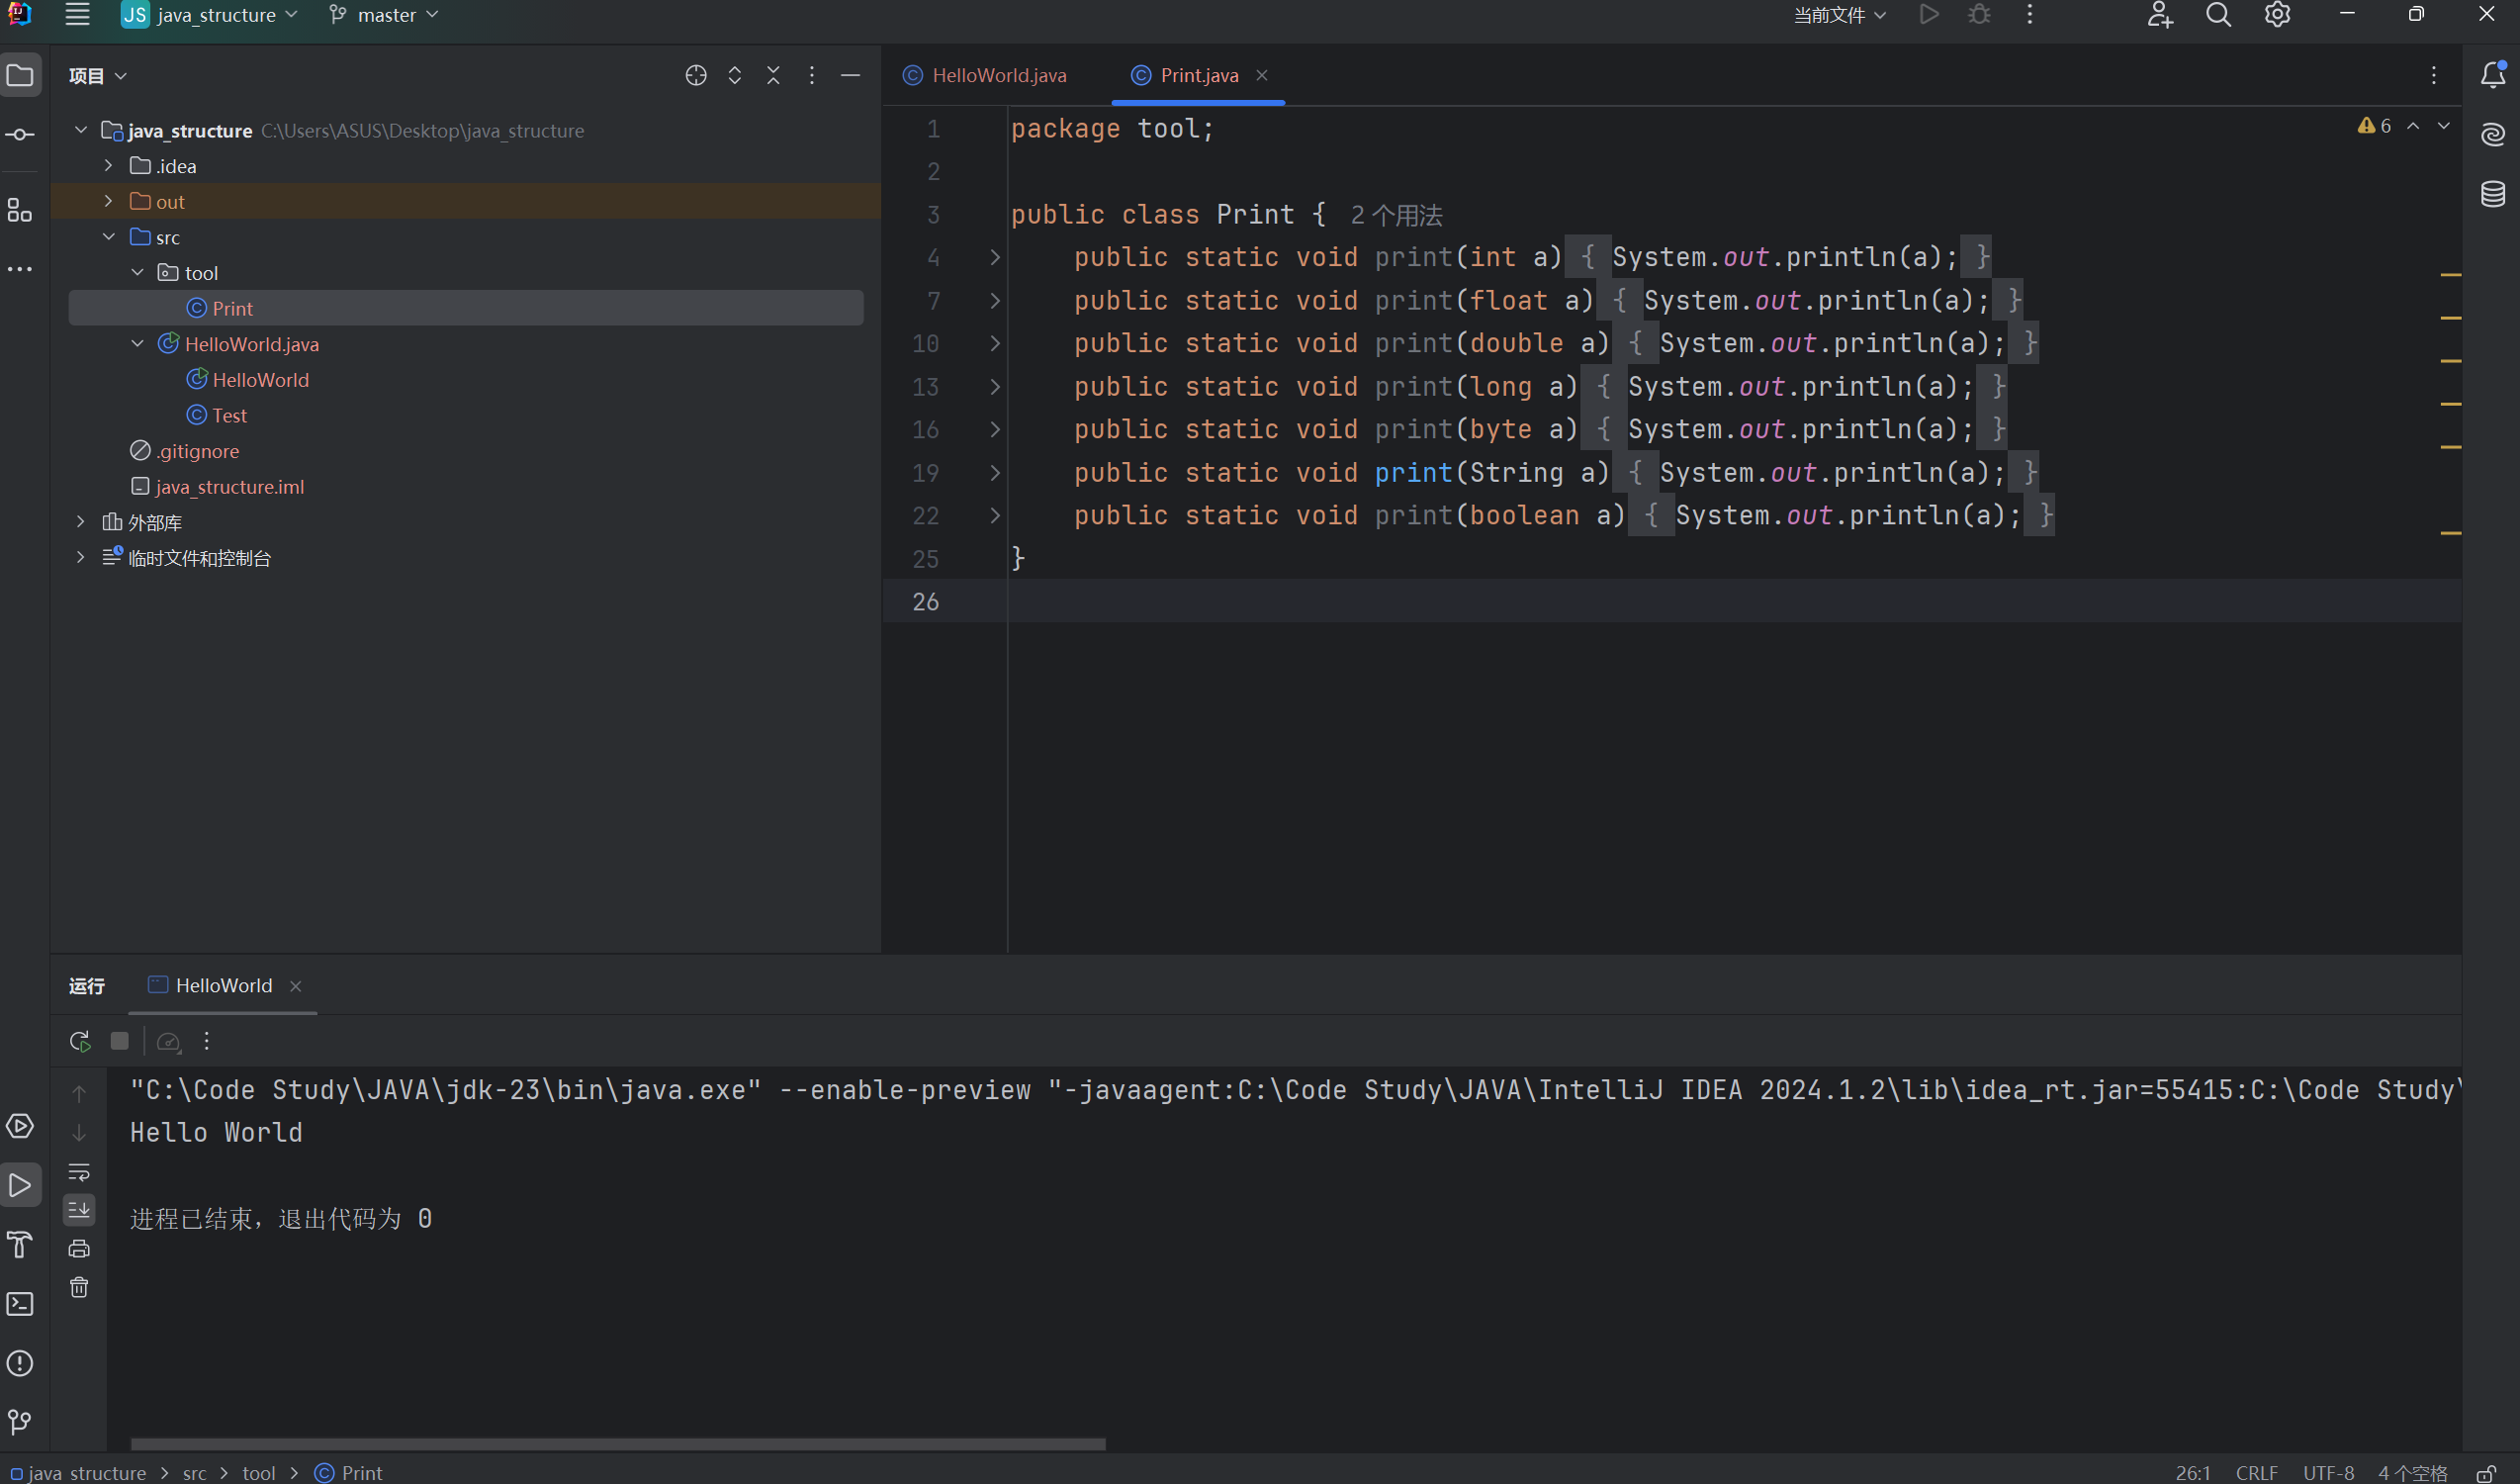 JS java_structure master 当前文件
项目
java_structure C:\Users\ASUS\Desktop\java_structure
.idea
out
src
tool
Print
HelloWorld.java
HelloWorld
Test
.gitignore
java_structure.iml
外部库
临时文件和控制台
HelloWorld.java Print.java
6
1 package tool;
2
3 public class Print { 2个用法
4 public static void print(int a) { System.out.println(a); }
7 public static void print(float a) { System.out.println(a); }
10 public static void print(double a) { System.out.println(a); }
13 public static void print(long a) { System.out.println(a); }
16 public static void print(byte a) { System.out.println(a); }
19 public static void print(String a) { System.out.println(a); }
22 public static void print(boolean a) { System.out.println(a); }
25 }
26
运行 HelloWorld
"C:\Code Study\JAVA\jdk-23\bin\java.exe" --enable-preview "-javaagent:C:\Code Study\JAVA\IntelliJ IDEA 2024.1.2\lib\idea_rt.jar=55415:C:\Code Study\
Hello World
进程已结束，退出代码为 0
java_structure > src > tool > Print 26:1 CRLF UTF-8 4个空格